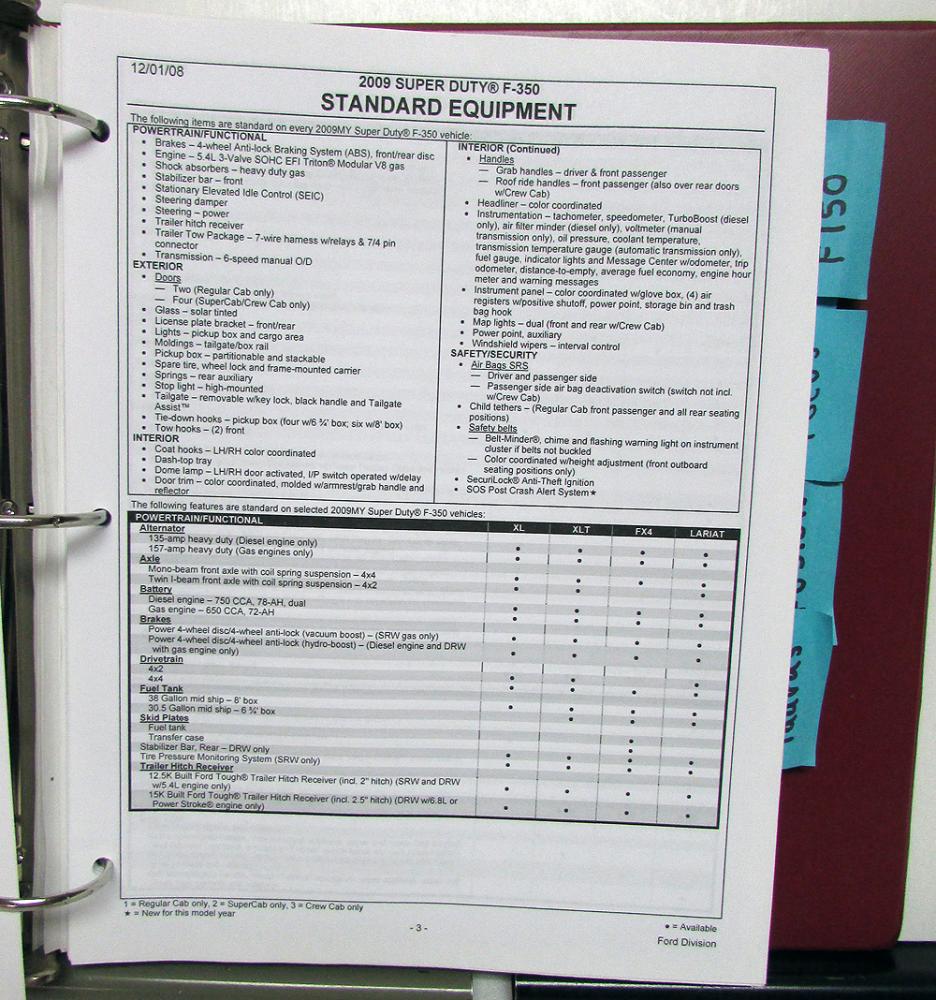 12/01/08
2009 SUPER DUTY® F-350
STANDARD EQUIPMENT
The following items are standard on every 2009MY Super Duty® F-350 vehicle:
POWERTRAIN/FUNCTIONAL
• Brakes – 4-wheel Anti-lock Braking System (ABS), front/rear disc
• Engine – 5.4L 3-Valve SOHC EFI Triton® Modular V8 gas
• Shock absorbers – heavy duty gas
• Stabilizer bar – front
• Stationary Elevated Idle Control (SEIC)
• Steering damper
• Steering – power
• Trailer hitch receiver
• Trailer Tow Package – 7-wire harness w/relays & 7/4 pin
connector
• Transmission – 6-speed manual O/D
EXTERIOR
• Doors
— Two (Regular Cab only)
— Four (SuperCab/Crew Cab only)
• Glass – solar tinted
• License plate bracket – front/rear
• Lights – pickup box and cargo area
• Moldings – tailgate/box rail
• Pickup box – partitionable and stackable
• Spare tire, wheel lock and frame-mounted carrier
• Springs – rear auxiliary
• Stop light – high-mounted
• Tailgate – removable w/key lock, black handle and Tailgate
Assist™
• Tie-down hooks – pickup box (four w/6 ¾' box; six w/8' box)
• Tow hooks – (2) front
INTERIOR
• Coat hooks – LH/RH color coordinated
• Dash-top tray
• Dome lamp – LH/RH door activated, I/P switch operated w/delay
• Door trim – color coordinated, molded w/armrest/grab handle and
reflector
INTERIOR (Continued)
• Handles
— Grab handles – driver & front passenger
— Roof ride handles – front passenger (also over rear doors
w/Crew Cab)
• Headliner – color coordinated
• Instrumentation - tachometer, speedometer, TurboBoost (diesel
only), air filter minder (diesel only), voltmeter (manual
transmission only), oil pressure, coolant temperature,
transmission temperature gauge (automatic transmission only),
fuel gauge, indicator lights and Message Center w/odometer, trip
odometer, distance-to-empty, average fuel economy, engine hour
meter and warning messages
• Instrument panel – color coordinated w/glove box, (4) air
registers w/positive shutoff, power point, storage bin and trash
bag hook
• Map lights – dual (front and rear w/Crew Cab)
• Power point, auxiliary
• Windshield wipers – interval control
SAFETY/SECURITY
• Air Bags SRS
— Driver and passenger side
— Passenger side air bag deactivation switch (switch not incl.
w/Crew Cab)
• Child tethers – (Regular Cab front passenger and all rear seating
positions)
• Safety belts
— Belt-Minder®, chime and flashing warning light on instrument
cluster if belts not buckled
— Color coordinated w/height adjustment (front outboard
seating positions only)
• SecuriLock® Anti-Theft Ignition
• SOS Post Crash Alert System★
The following features are standard on selected 2009MY Super Duty® F-350 vehicles:
POWERTRAIN/FUNCTIONAL XL XLT FX4 LARIAT
Alternator
135-amp heavy duty (Diesel engine only) • • • •
157-amp heavy duty (Gas engines only) • • • •
Axle
Mono-beam front axle with coil spring suspension – 4x4 • • • •
Twin I-beam front axle with coil spring suspension – 4x2 • • •
Battery
Diesel engine – 750 CCA, 78-AH, dual • • • •
Gas engine – 650 CCA, 72-AH • • • •
Brakes
Power 4-wheel disc/4-wheel anti-lock (vacuum boost) – (SRW gas only) • • • •
Power 4-wheel disc/4-wheel anti-lock (hydro-boost) – (Diesel engine and DRW
with gas engine only) • • • •
Drivetrain
4x2 • • •
4x4 • • • •
Fuel Tank
38 Gallon mid ship – 8' box • • • •
30.5 Gallon mid ship – 6 ¾' box • • •
Skid Plates
Fuel tank •
Transfer case •
Stabilizer Bar, Rear – DRW only • • • •
Tire Pressure Monitoring System (SRW only) • • • •
Trailer Hitch Receiver
12.5K Built Ford Tough® Trailer Hitch Receiver (incl. 2" hitch) (SRW and DRW
w/5.4L engine only) • • • •
15K Built Ford Tough® Trailer Hitch Receiver (incl. 2.5" hitch) (DRW w/6.8L or
Power Stroke® engine only) • • • •
1 = Regular Cab only, 2 = SuperCab only, 3 = Crew Cab only
★ = New for this model year
- 3 -
• = Available
Ford Division
F150
Taurus